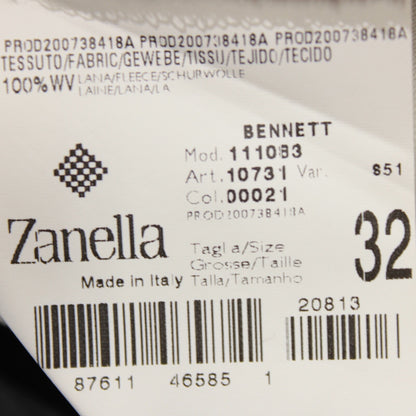 PROD200738418A PROD200738418A PROD200738418A
TESSUTO/FABRIC/GEWEBE/TISSU/TEJIDO/TECIDO
100% WV LANA/FLEECE/SCHURWOLLE
LAINE/LANA/LA
BENNETT
Mod. 111083
Art. 10731 Var. S51
Col. 00021
PROD200738418A
Zanella
Made in Italy
Taglia/Size
Grosse/Taille
Talla/Tamanho
32
20813
87611 46585 1